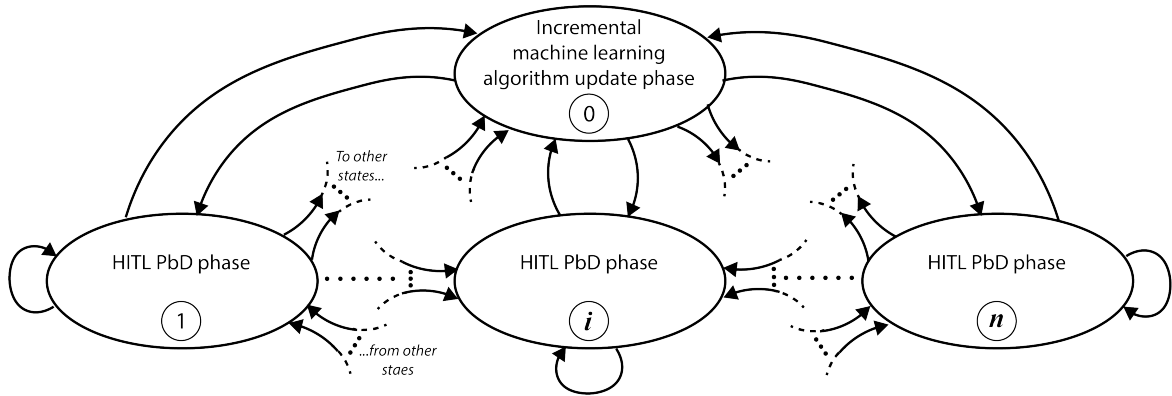 Incremental
machine learning
algorithm update phase
0
To other
states...
HITL PbD phase
1
HITL PbD phase
i
HITL PbD phase
n
...from other
staes